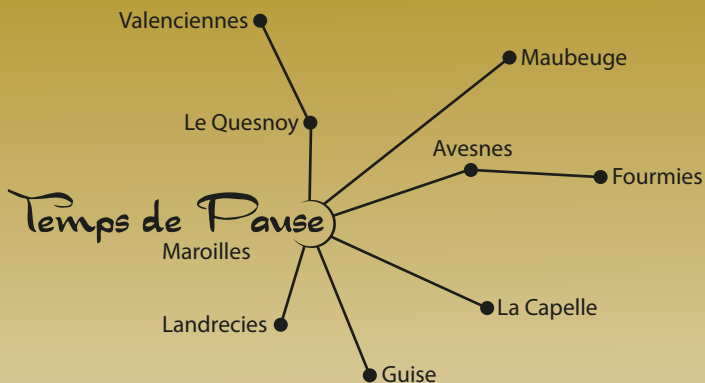 Valenciennes
Maubeuge
Le Quesnoy
Avesnes
Fourmies
Temps de Pause
Maroilles
La Capelle
Landrecies
Guise